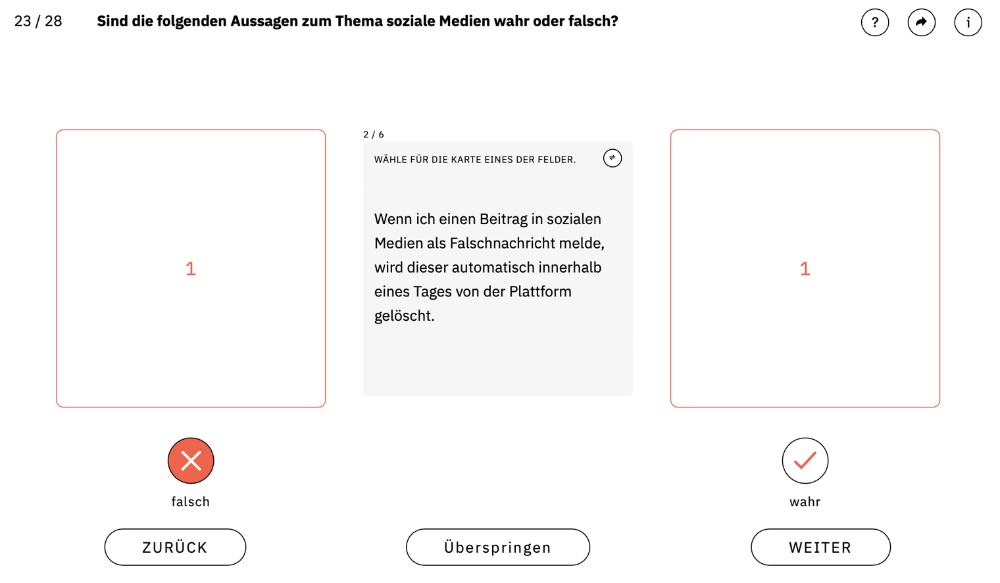 23 / 28
Sind die folgenden Aussagen zum Thema soziale Medien wahr oder falsch?
?
i
2 / 6
WÄHLE FÜR DIE KARTE EINES DER FELDER.
Wenn ich einen Beitrag in sozialen
Medien als Falschnachricht melde,
wird dieser automatisch innerhalb
eines Tages von der Plattform
gelöscht.
1
1
falsch
wahr
ZURÜCK
Überspringen
WEITER